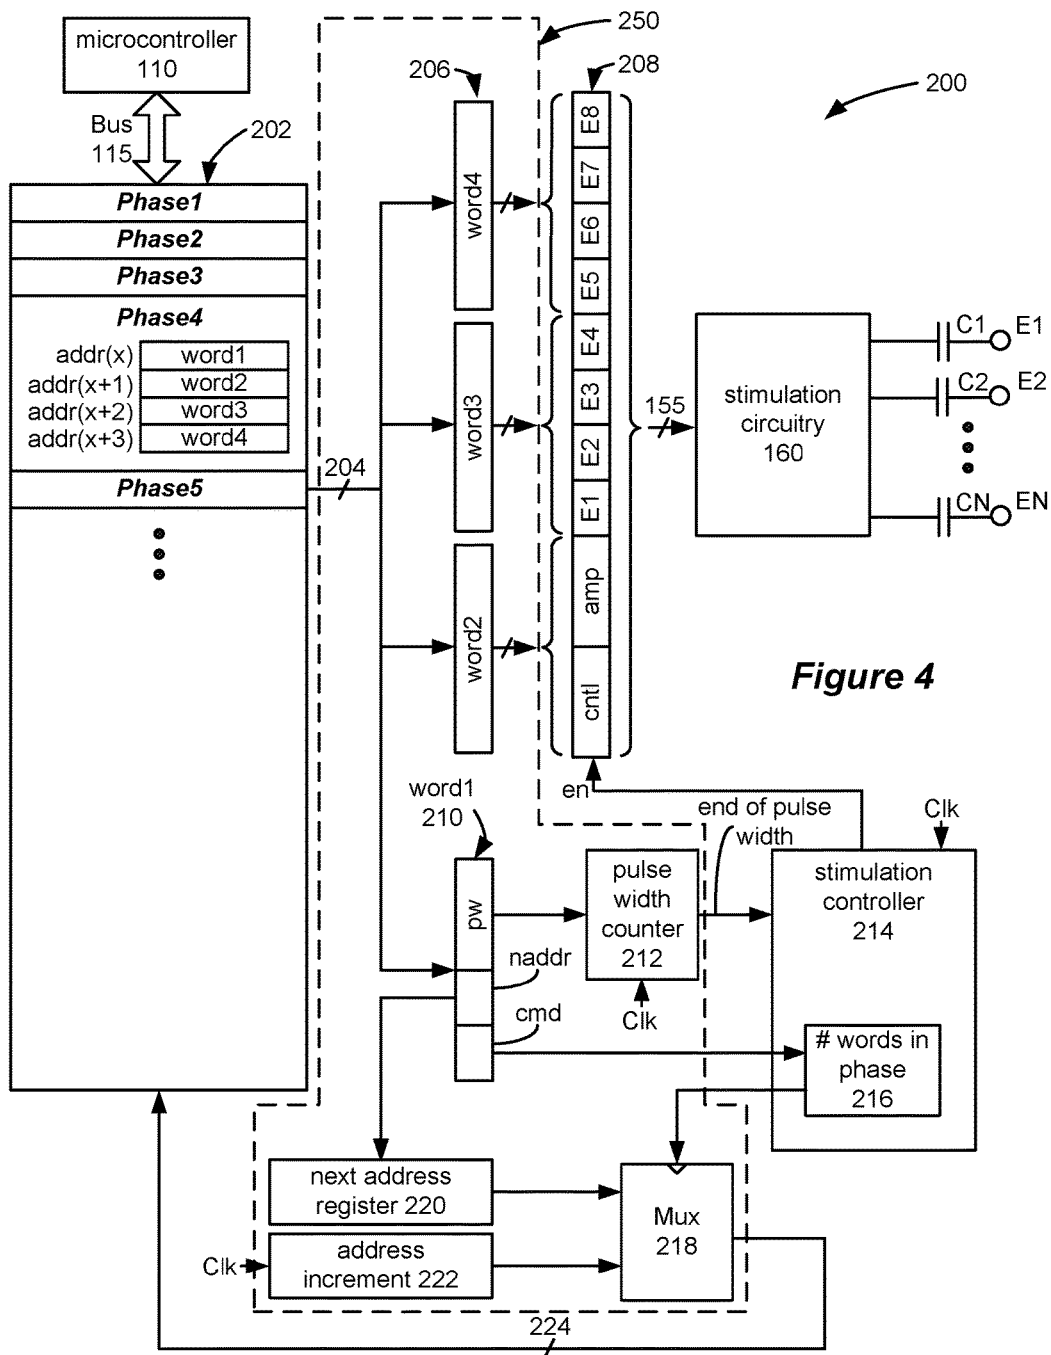 microcontroller
110
Bus
115
202
Phase1
Phase2
Phase3
Phase4
addr(x) word1
addr(x+1) word2
addr(x+2) word3
addr(x+3) word4
Phase5
204
206
word4
word3
word2
250
208
E8
E7
E6
E5
E4
E3
E2
E1
amp
cntl
200
155
stimulation
circuitry
160
C1 E1
C2 E2
CN EN
Figure 4
en
word1
210
pw
naddr
cmd
pulse
width
counter
212
Clk
end of pulse
width
Clk
stimulation
controller
214
# words in
phase
216
next address
register 220
Clk
address
increment 222
Mux
218
224